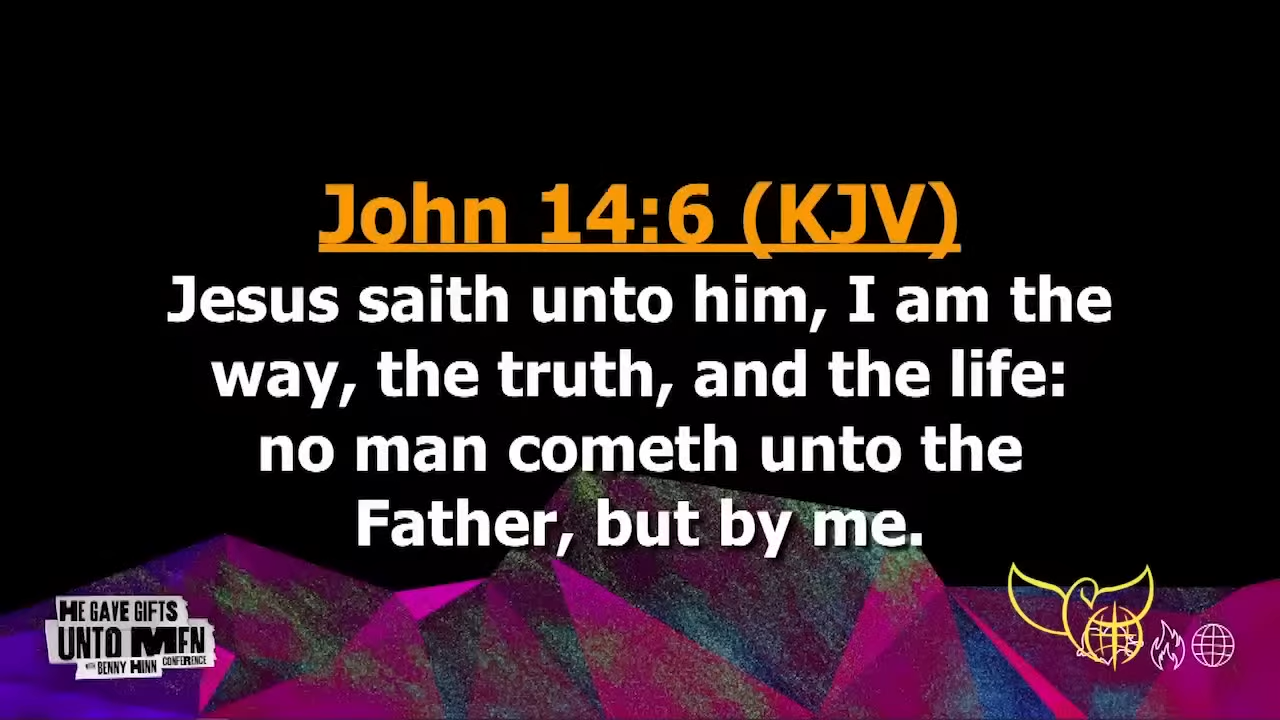 John 14:6 (KJV)
Jesus saith unto him, I am the
way, the truth, and the life:
no man cometh unto the
Father, but by me.
HE GAVE GIFTS
UNTO MEN
WITH BENNY HINN CONFERENCE